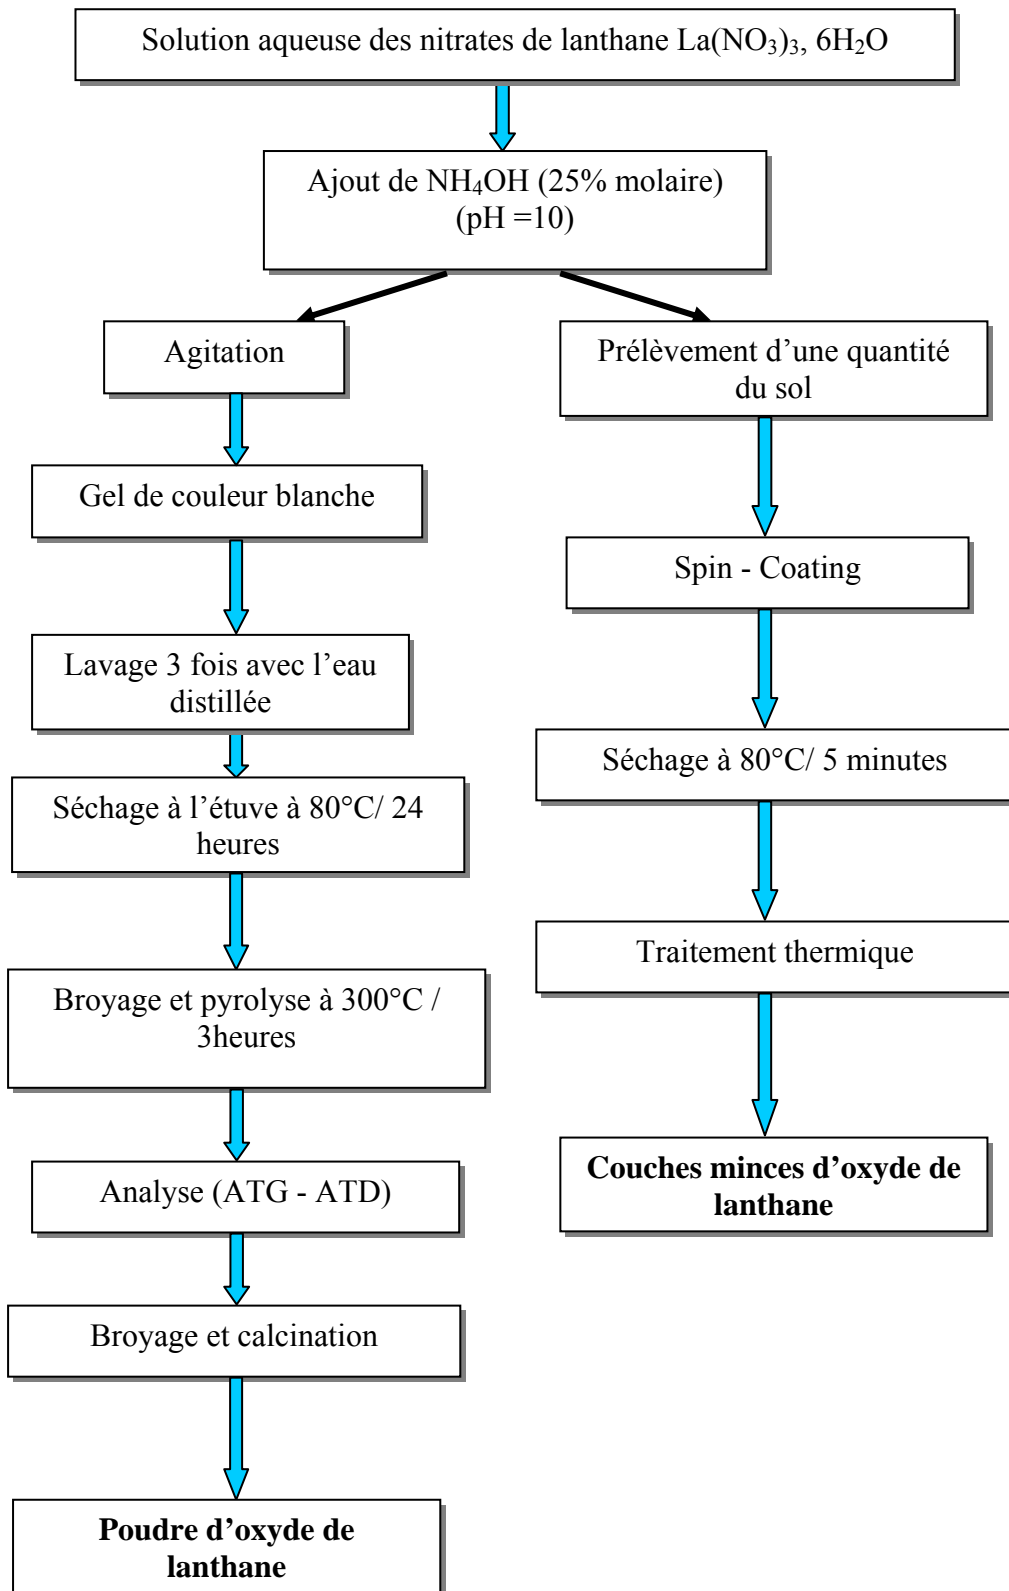 Solution aqueuse des nitrates de lanthane La(NO₃)₃, 6H₂O
Ajout de NH₄OH (25% molaire)
(pH =10)
Agitation
Gel de couleur blanche
Lavage 3 fois avec l’eau
distillée
Séchage à l’étuve à 80°C/ 24
heures
Broyage et pyrolyse à 300°C /
3heures
Analyse (ATG - ATD)
Broyage et calcination
Poudre d’oxyde de
lanthane
Prélèvement d’une quantité
du sol
Spin - Coating
Séchage à 80°C/ 5 minutes
Traitement thermique
Couches minces d’oxyde de
lanthane